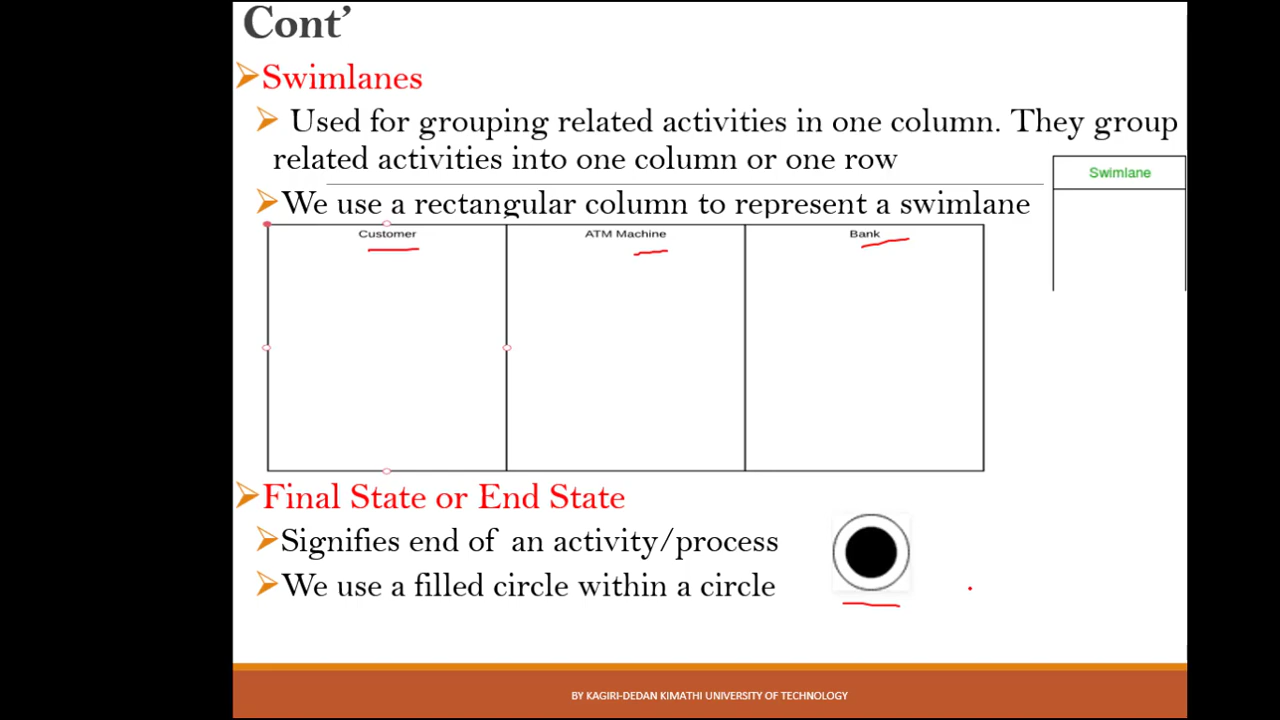 Cont’
Swimlanes
Used for grouping related activities in one column. They group
related activities into one column or one row
Swimlane
We use a rectangular column to represent a swimlane
Customer
ATM Machine
Bank
Final State or End State
Signifies end of an activity/process
We use a filled circle within a circle
BY KAGIRI-DEDAN KIMATHI UNIVERSITY OF TECHNOLOGY